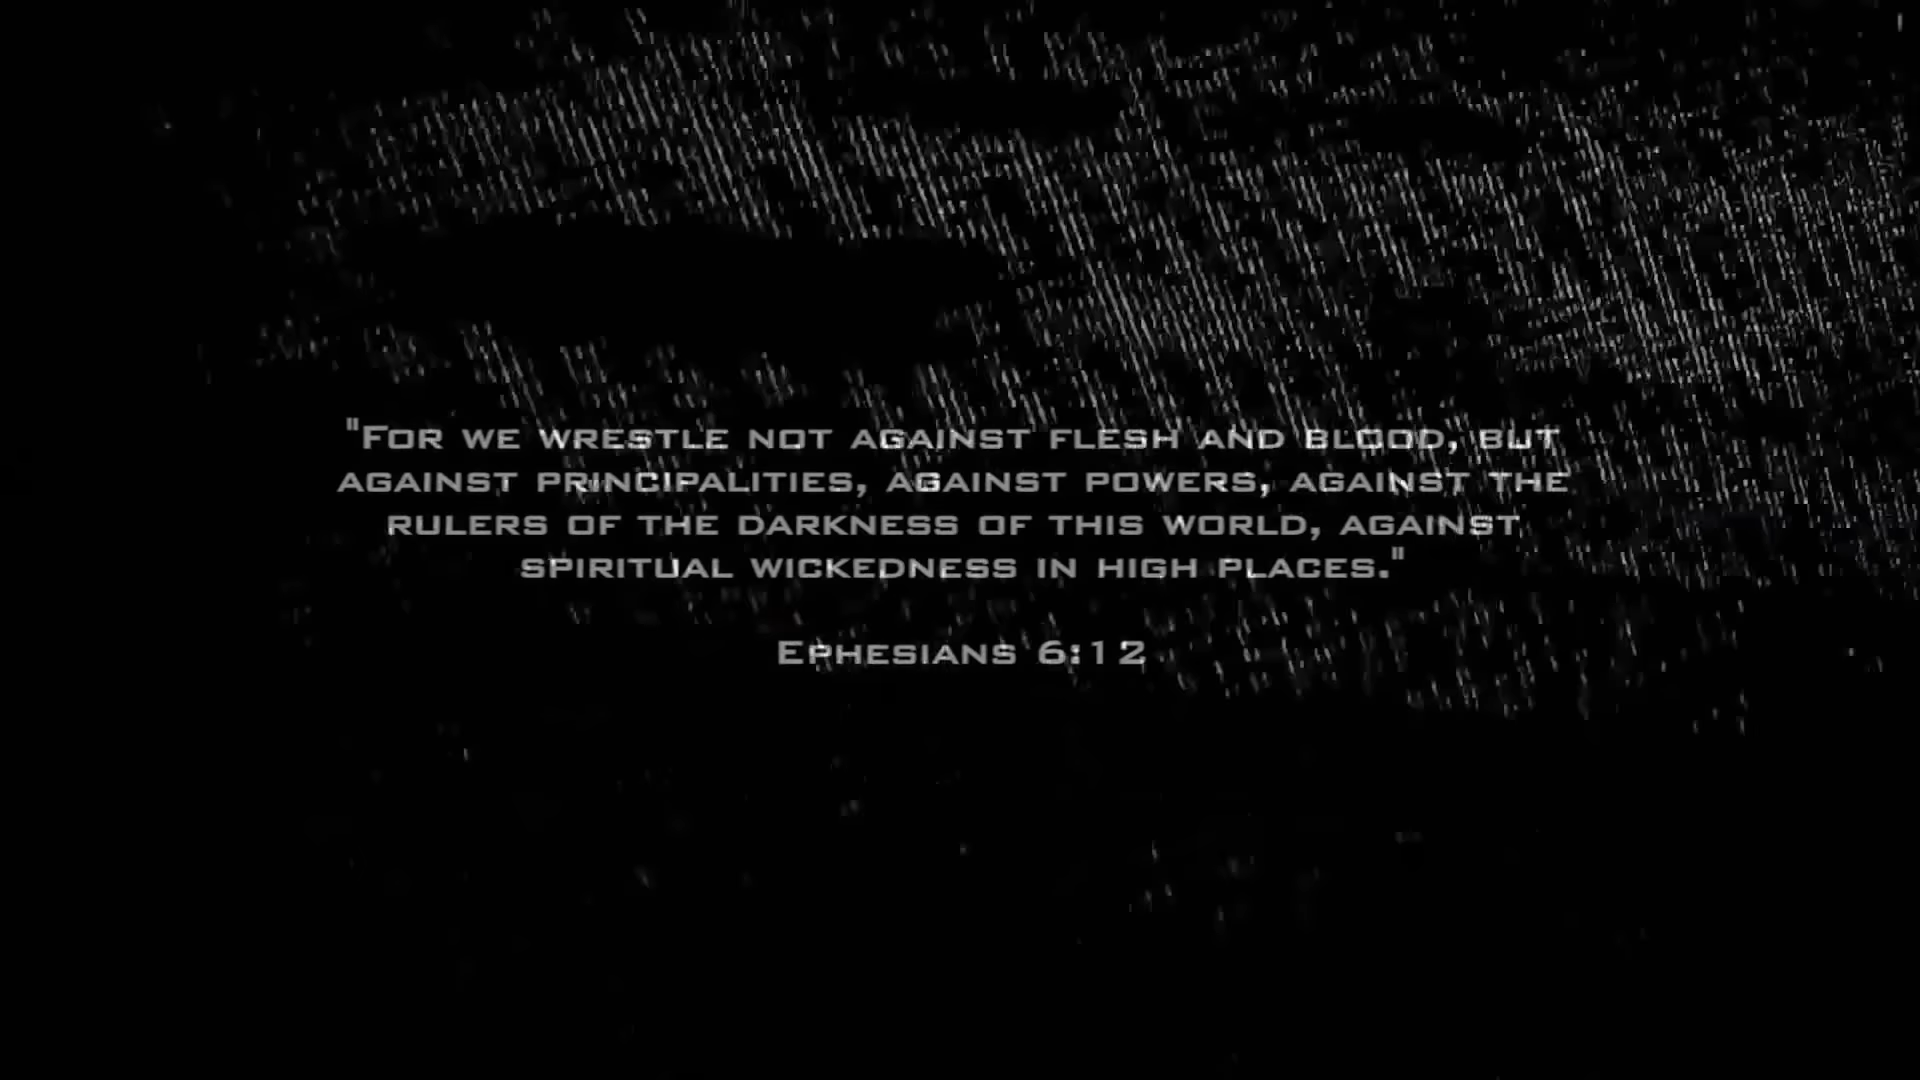 "For we wrestle not against flesh and blood, but
against principalities, against powers, against the
rulers of the darkness of this world, against
spiritual wickedness in high places."
Ephesians 6:12